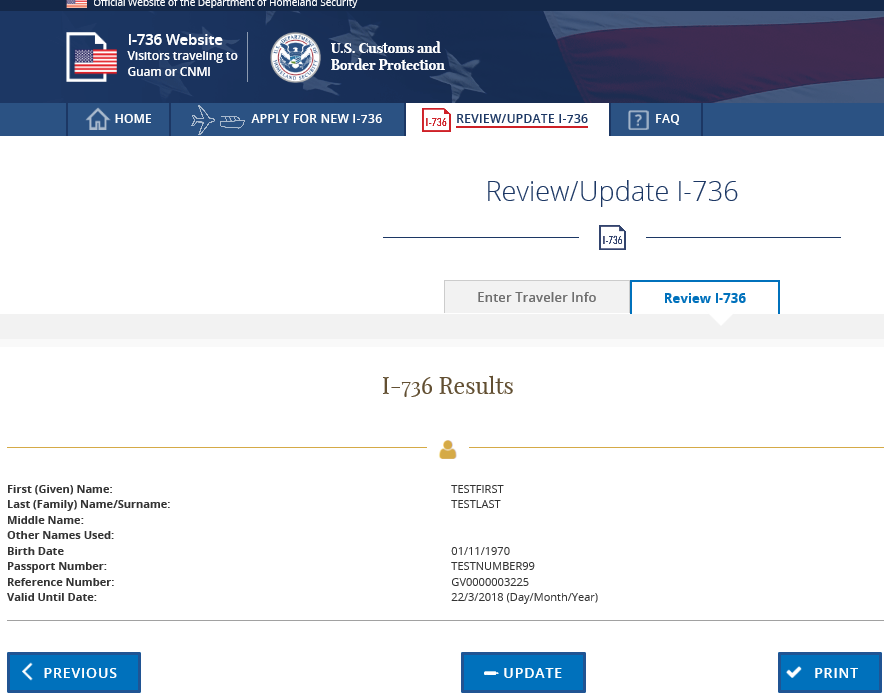 Official Website of the Department of Homeland Security
I-736 Website
Visitors traveling to
Guam or CNMI
U.S. Customs and
Border Protection
HOME
APPLY FOR NEW I-736
I-736
REVIEW/UPDATE I-736
?
FAQ
Review/Update I-736
I-736
Enter Traveler Info
Review I-736
I-736 Results
First (Given) Name: TESTFIRST
Last (Family) Name/Surname: TESTLAST
Middle Name:
Other Names Used:
Birth Date 01/11/1970
Passport Number: TESTNUMBER99
Reference Number: GV0000003225
Valid Until Date: 22/3/2018 (Day/Month/Year)
PREVIOUS
UPDATE
PRINT